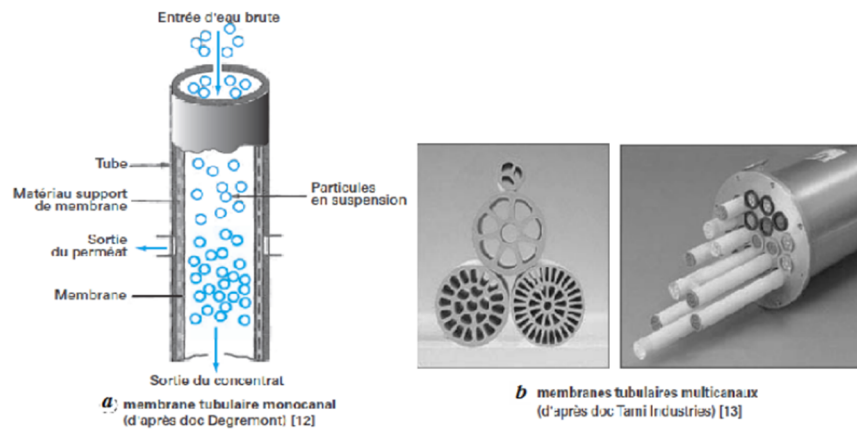 Entrée d'eau brute
Tube
Matériau support
de membrane
Particules
en suspension
Sortie
du perméat
Membrane
Sortie du concentrat
a) membrane tubulaire monocanal
(d'après doc Degremont) [12]
b membranes tubulaires multicanaux
(d'après doc Tami Industries) [13]